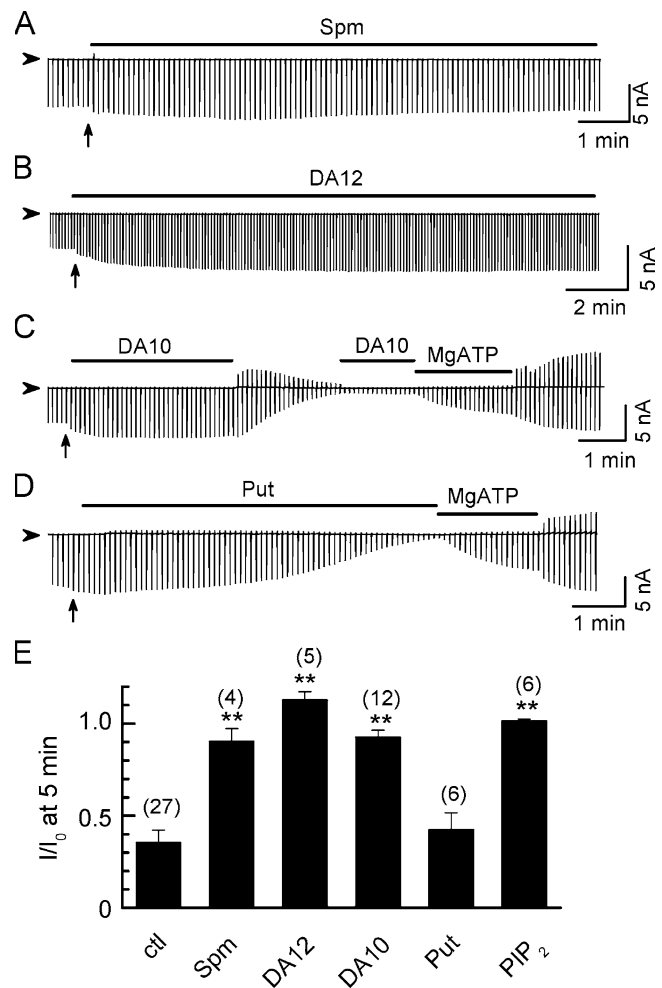 A
Spm
5 nA
1 min
B
DA12
5 nA
2 min
C
DA10 DA10 MgATP
5 nA
1 min
D
Put MgATP
5 nA
1 min
E
I/I0 at 5 min
1.0
0.5
0
(27) (4) (5) (12) (6) (6)
** ** ** **
ctl Spm DA12 DA10 Put PIP2